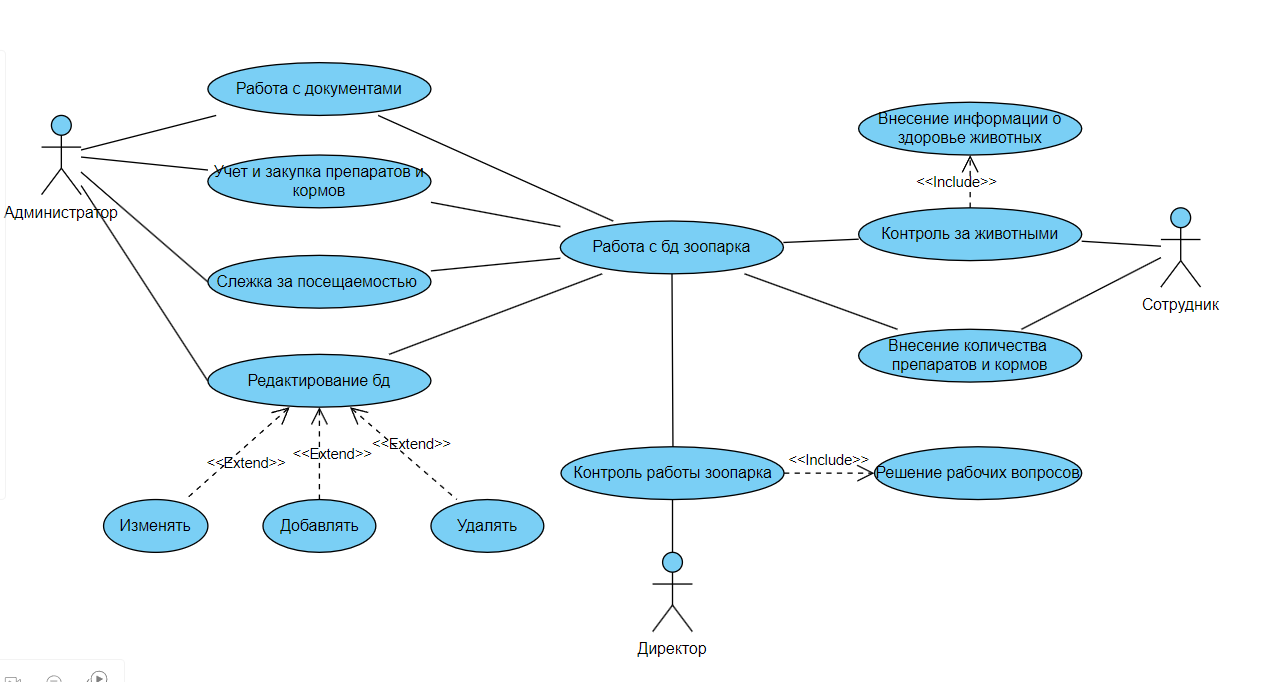 Работа с документами
Администратор
Учет и закупка препаратов и
кормов
Слежка за посещаемостью
Редактирование бд
<<Extend>>
<<Extend>>
<<Extend>>
Изменять
Добавлять
Удалять
Работа с бд зоопарка
Контроль работы зоопарка
<<Include>>
Решение рабочих вопросов
Директор
Внесение информации о
здоровье животных
<<Include>>
Контроль за животными
Сотрудник
Внесение количества
препаратов и кормов